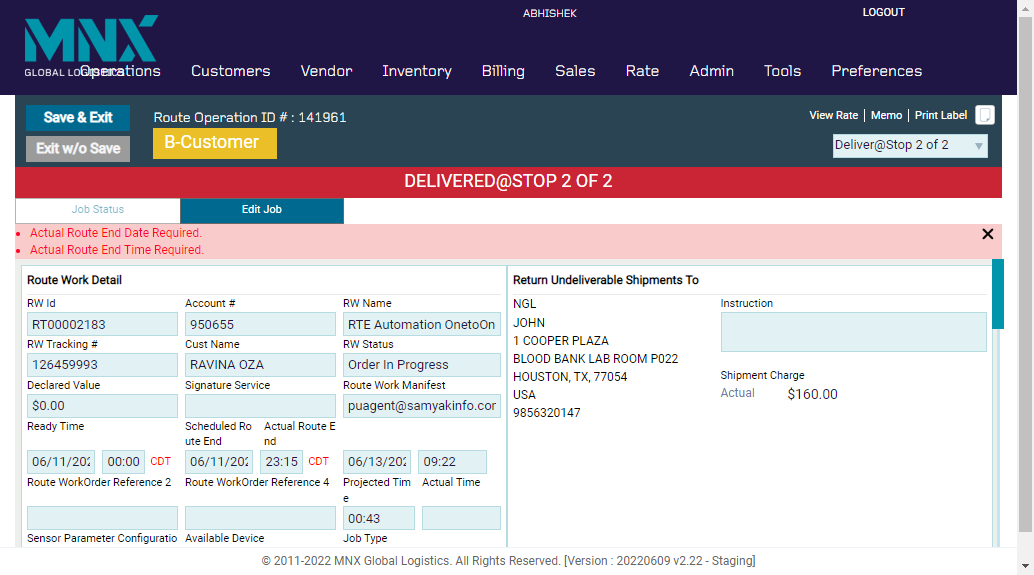 MNX
GLOBAL LOGISTICS
ABHISHEK
LOGOUT
Operations Customers Vendor Inventory Billing Sales Rate Admin Tools Preferences
Save & Exit
Exit w/o Save
Route Operation ID # : 141961
B-Customer
View Rate | Memo | Print Label
Deliver@Stop 2 of 2
DELIVERED@STOP 2 OF 2
Job Status
Edit Job
Actual Route End Date Required.
Actual Route End Time Required.
Route Work Detail
RW Id Account # RW Name
RT00002183 950655 RTE Automation OnetoOn
RW Tracking # Cust Name RW Status
126459993 RAVINA OZA Order In Progress
Declared Value Signature Service Route Work Manifest
$0.00 puagent@samyakinfo.cor
Ready Time Scheduled Ro Actual Route E
ute End nd
06/11/202 00:00 CDT 06/11/202 23:15 CDT 06/13/202 09:22
Route WorkOrder Reference 2 Route WorkOrder Reference 4 Projected Tim Actual Time
e
00:43
Sensor Parameter Configuratio Available Device Job Type
Return Undeliverable Shipments To
NGL
JOHN
1 COOPER PLAZA
BLOOD BANK LAB ROOM P022
HOUSTON, TX, 77054
USA
9856320147
Instruction
Shipment Charge
Actual $160.00
© 2011-2022 MNX Global Logistics. All Rights Reserved. [Version : 20220609 v2.22 - Staging]